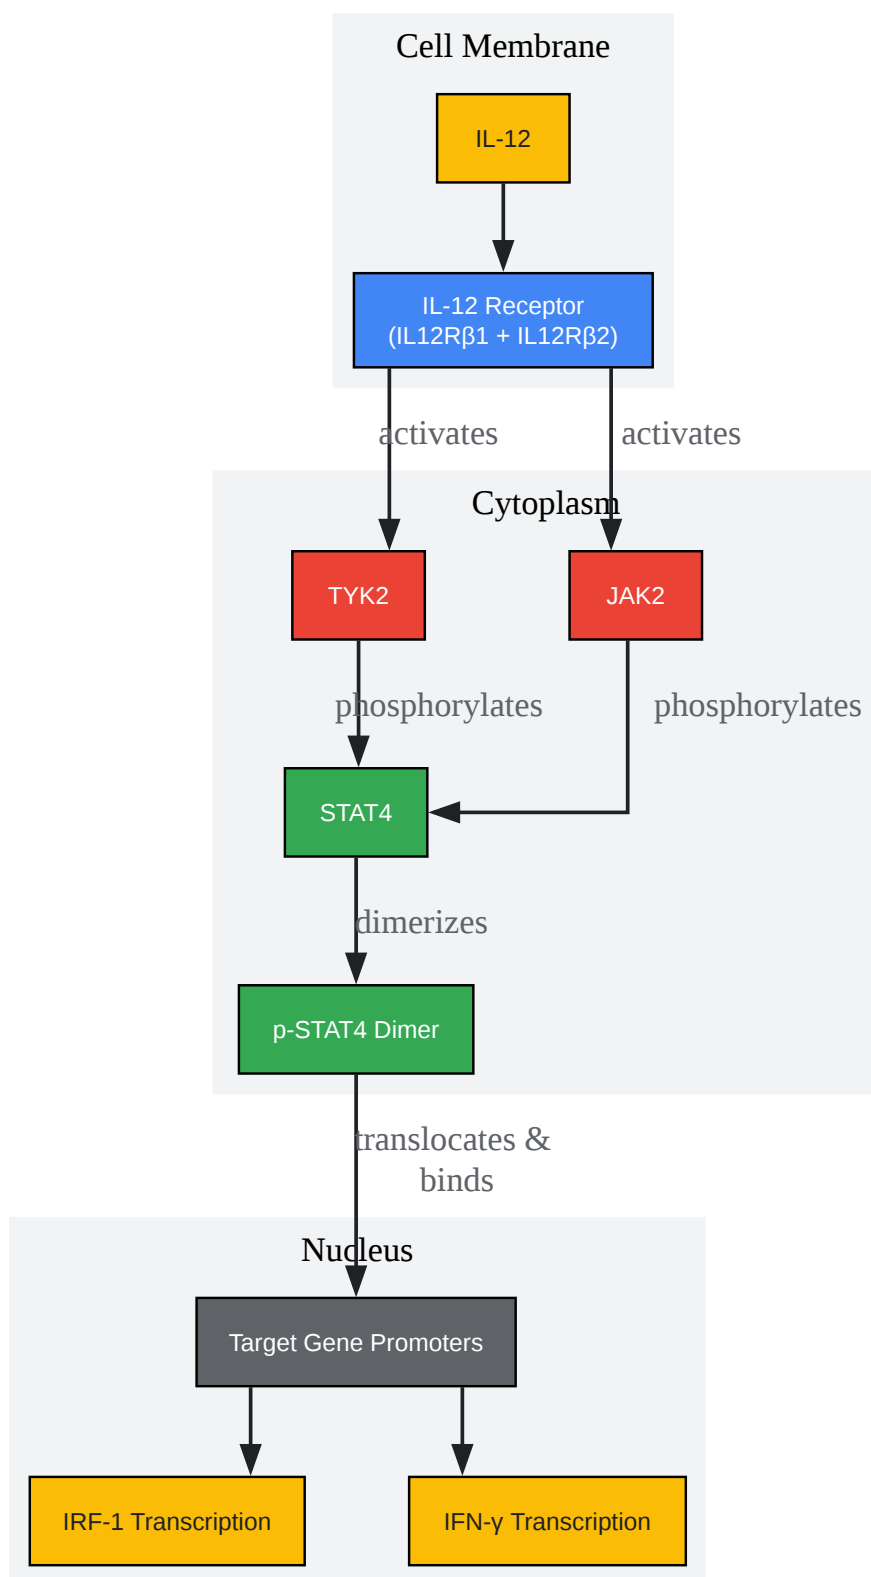 Cell Membrane
IL-12
IL-12 Receptor
(IL12Rβ1 + IL12Rβ2)
activates
activates
Cytoplasm
TYK2
JAK2
phosphorylates
phosphorylates
STAT4
dimerizes
p-STAT4 Dimer
translocates &
binds
Nucleus
Target Gene Promoters
IRF-1 Transcription
IFN-γ Transcription